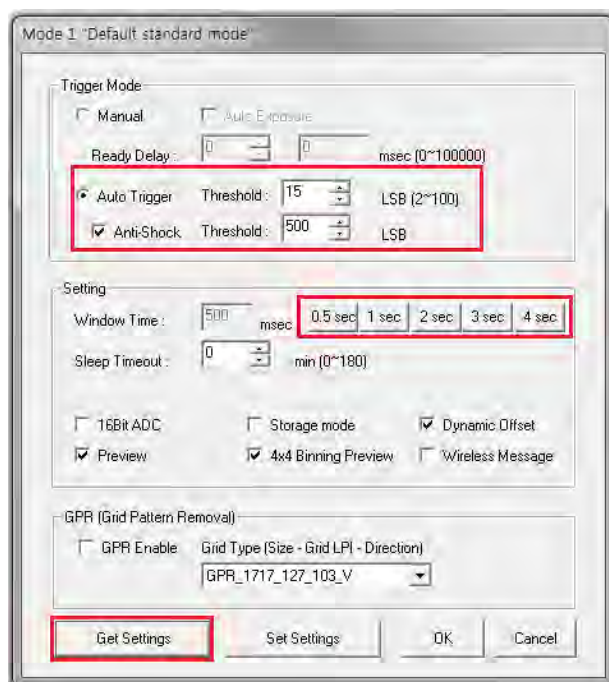 Mode 1 "Default standard mode"
Trigger Mode
Manual Auto Exposure
Ready Delay : 0 0 msec (0~100000)
Auto Trigger Threshold : 15 LSB (2~100)
Anti-Shock Threshold : 500 LSB
Setting
Window Time : 500 msec 0.5 sec 1 sec 2 sec 3 sec 4 sec
Sleep Timeout : 0 min (0~180)
16Bit ADC Storage mode Dynamic Offset
Preview 4x4 Binning Preview Wireless Message
GPR (Grid Pattern Removal)
GPR Enable Grid Type (Size - Grid LPI - Direction)
GPR_1717_127_103_V
Get Settings Set Settings OK Cancel